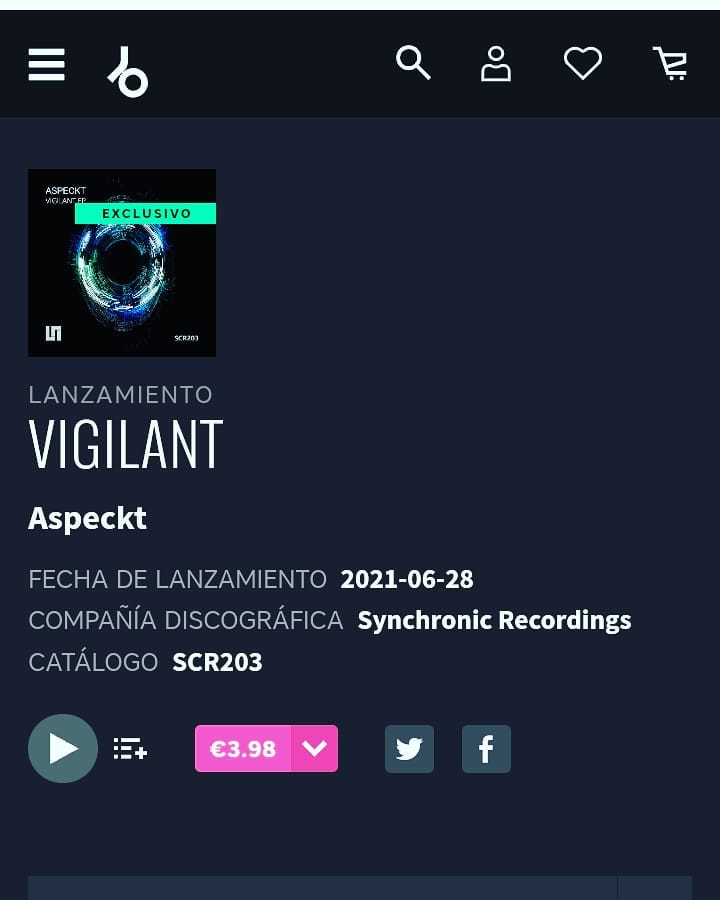 ASPECKT
VIGILANT EP
EXCLUSIVO
SCR203
LANZAMIENTO
VIGILANT
Aspeckt
FECHA DE LANZAMIENTO 2021-06-28
COMPAÑÍA DISCOGRÁFICA Synchronic Recordings
CATÁLOGO SCR203
€3.98